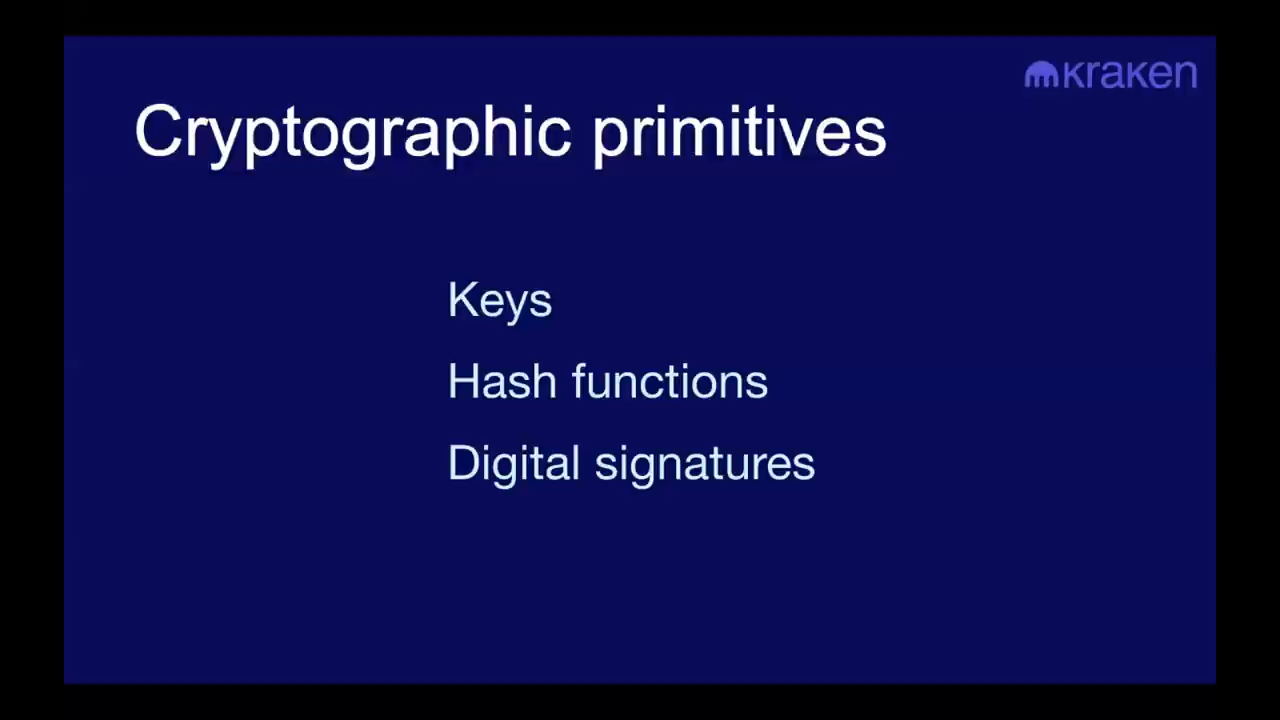 kraken
Cryptographic primitives
Keys
Hash functions
Digital signatures